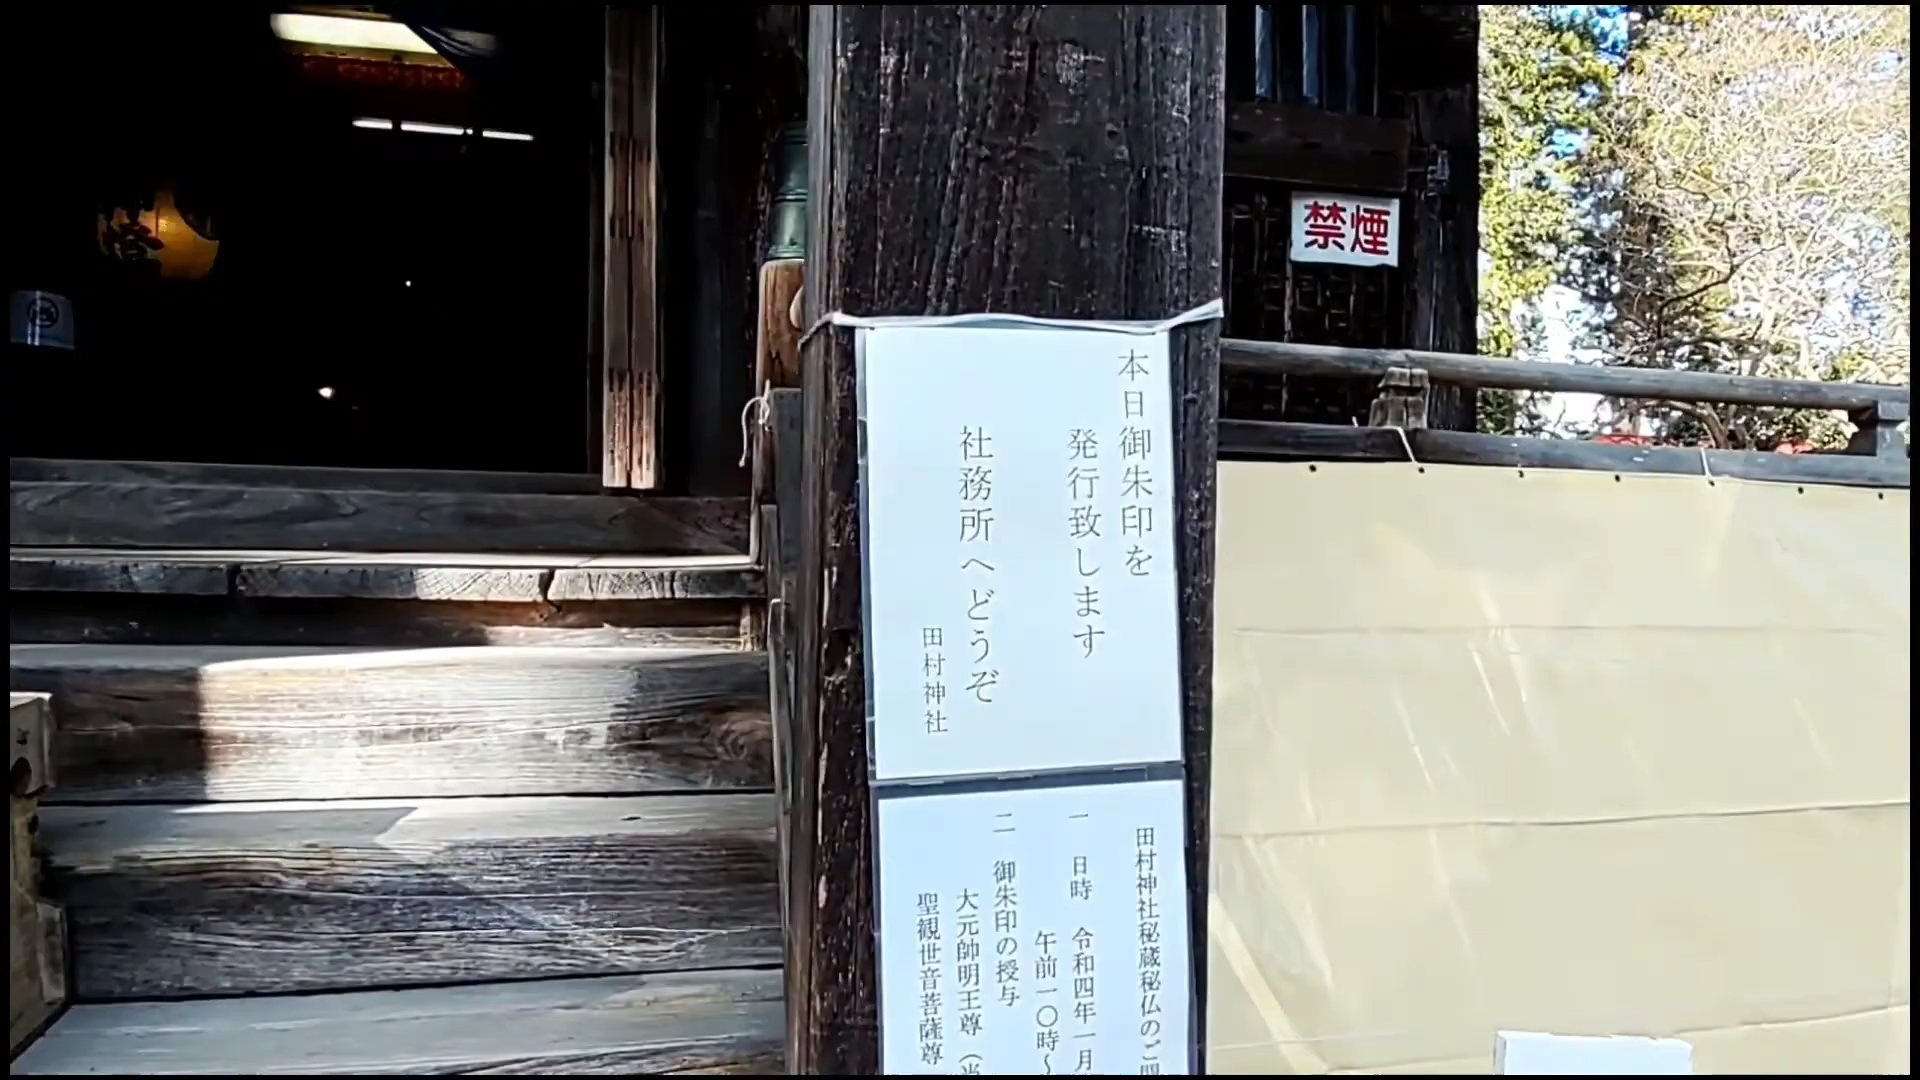 禁煙
本日御朱印を
発行致します
社務所へどうぞ
田村神社
田村神社秘蔵秘仏のご
一 日時 令和四年一月
午前一〇時～
二 御朱印の授与
大元帥明王尊（当
聖観世音菩薩尊